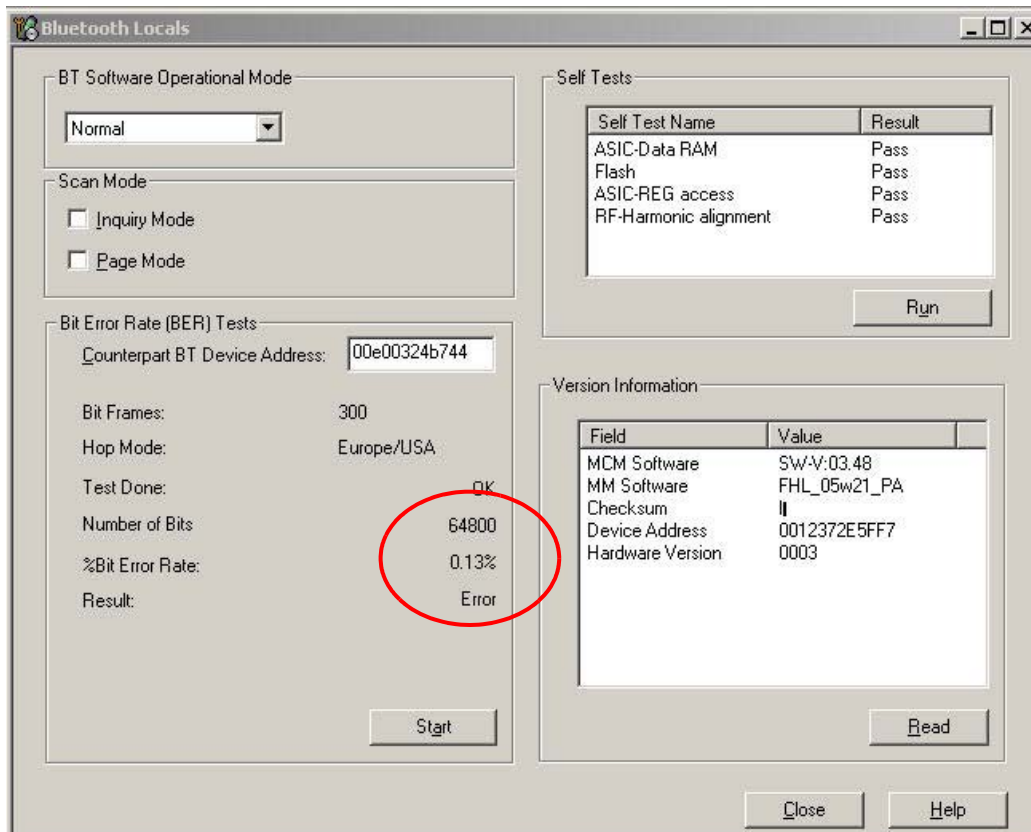 Bluetooth Locals
BT Software Operational Mode
Normal
Scan Mode
Inquiry Mode
Page Mode
Bit Error Rate (BER) Tests
Counterpart BT Device Address: 00e00324b744
Bit Frames: 300
Hop Mode: Europe/USA
Test Done: OK
Number of Bits 64800
%Bit Error Rate: 0.13%
Result: Error
Start
Self Tests
Self Test Name Result
ASIC-Data RAM Pass
Flash Pass
ASIC-REG access Pass
RF-Harmonic alignment Pass
Run
Version Information
Field Value
MCM Software SW-V:03.48
MM Software FHL_05w21_PA
Checksum
Device Address 0012372E5FF7
Hardware Version 0003
Read
Close Help